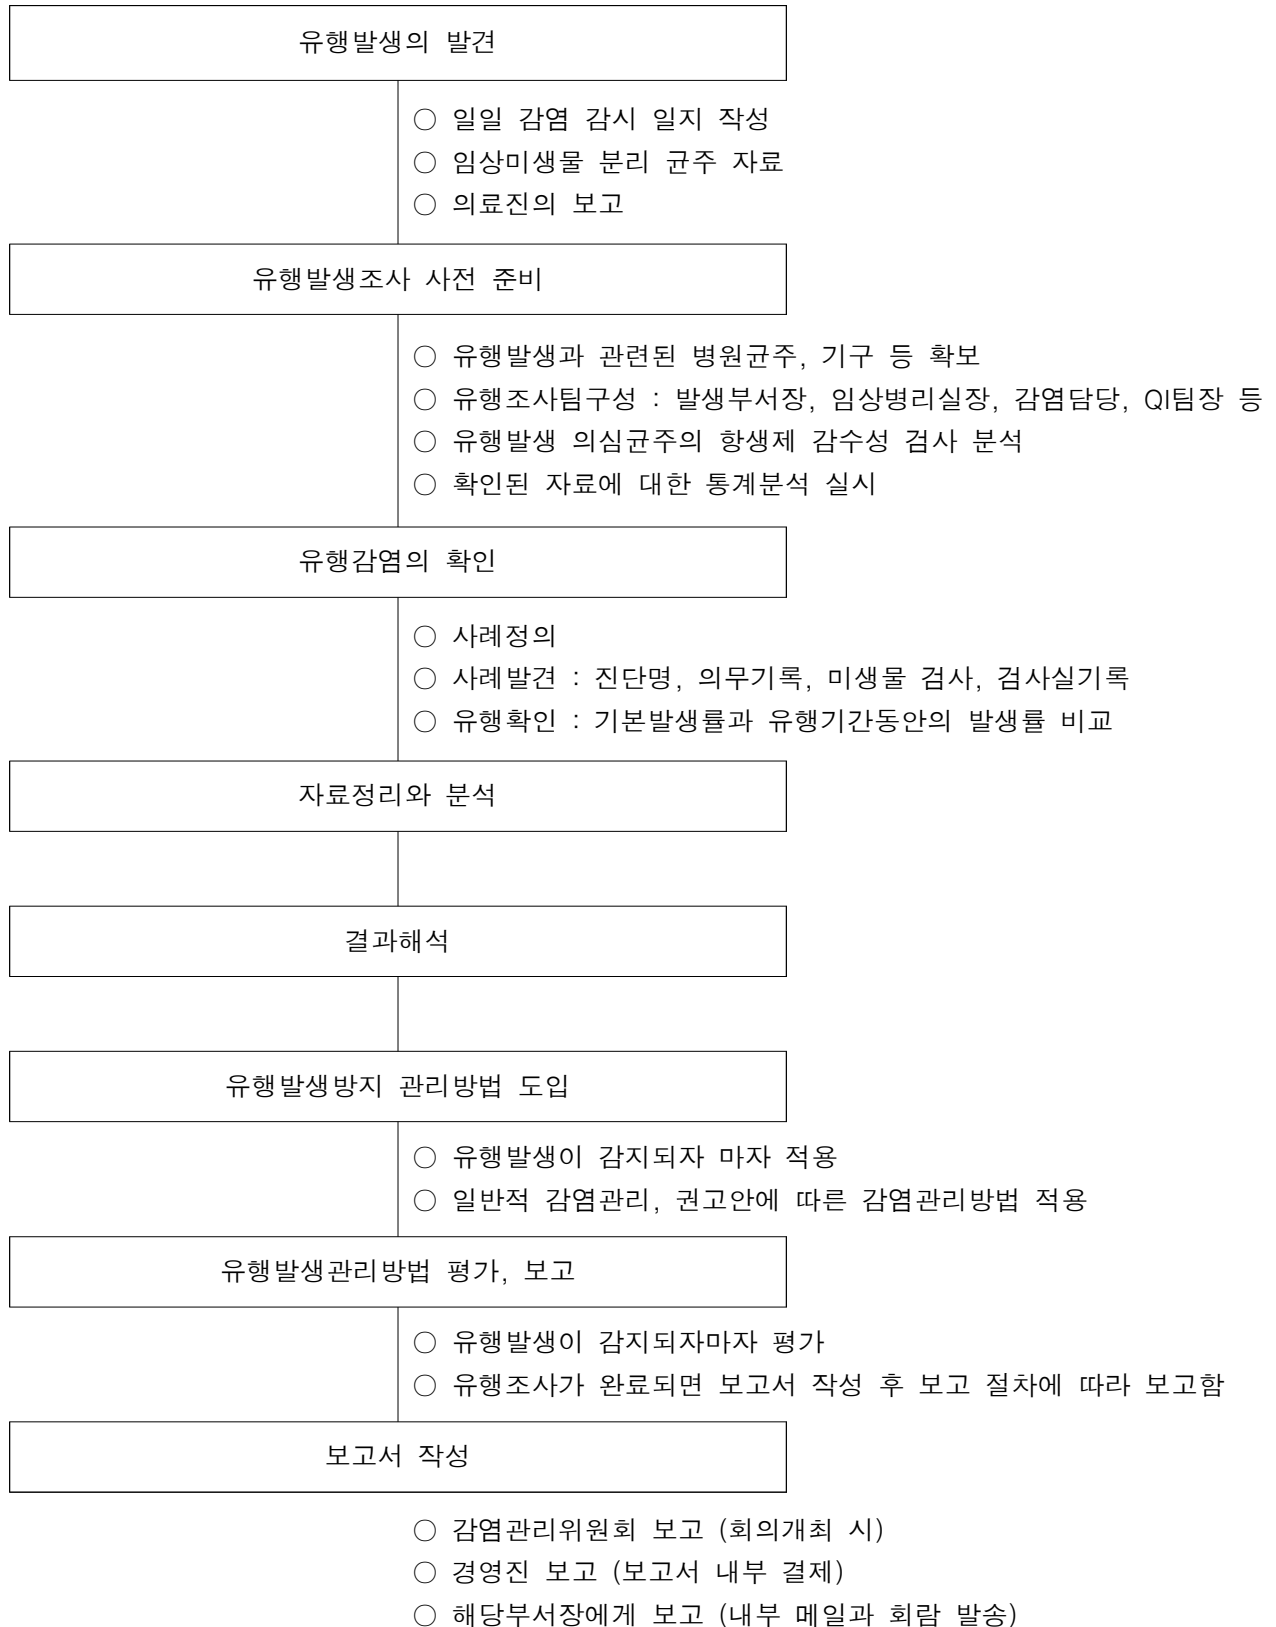 유행발생의 발견
○ 일일 감염 감시 일지 작성
○ 임상미생물 분리 균주 자료
○ 의료진의 보고
유행발생조사 사전 준비
○ 유행발생과 관련된 병원균주, 기구 등 확보
○ 유행조사팀구성 : 발생부서장, 임상병리실장, 감염담당, QI팀장 등
○ 유행발생 의심균주의 항생제 감수성 검사 분석
○ 확인된 자료에 대한 통계분석 실시
유행감염의 확인
○ 사례정의
○ 사례발견 : 진단명, 의무기록, 미생물 검사, 검사실기록
○ 유행확인 : 기본발생률과 유행기간동안의 발생률 비교
자료정리와 분석
결과해석
유행발생방지 관리방법 도입
○ 유행발생이 감지되자 마자 적용
○ 일반적 감염관리, 권고안에 따른 감염관리방법 적용
유행발생관리방법 평가, 보고
○ 유행발생이 감지되자마자 평가
○ 유행조사가 완료되면 보고서 작성 후 보고 절차에 따라 보고함
보고서 작성
○ 감염관리위원회 보고 (회의개최 시)
○ 경영진 보고 (보고서 내부 결제)
○ 해당부서장에게 보고 (내부 메일과 회람 발송)